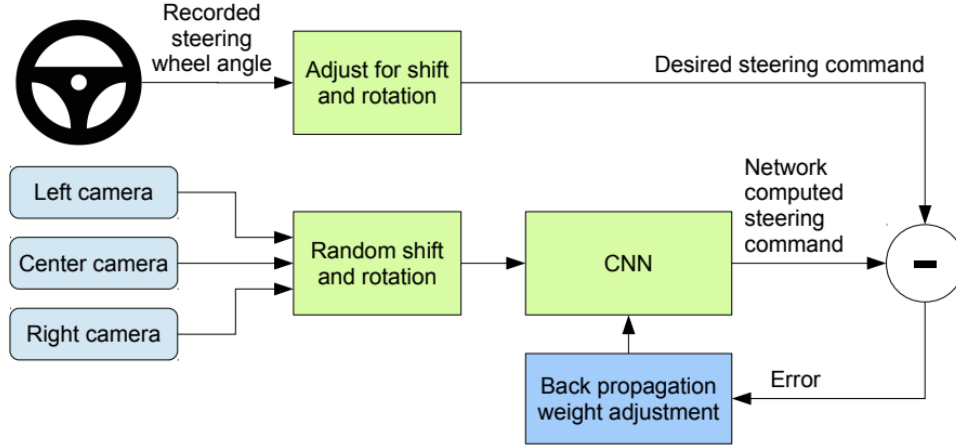 Recorded
steering
wheel angle
Adjust for shift
and rotation
Desired steering command
Left camera
Center camera
Right camera
Random shift
and rotation
CNN
Network
computed
steering
command
-
Back propagation
weight adjustment
Error